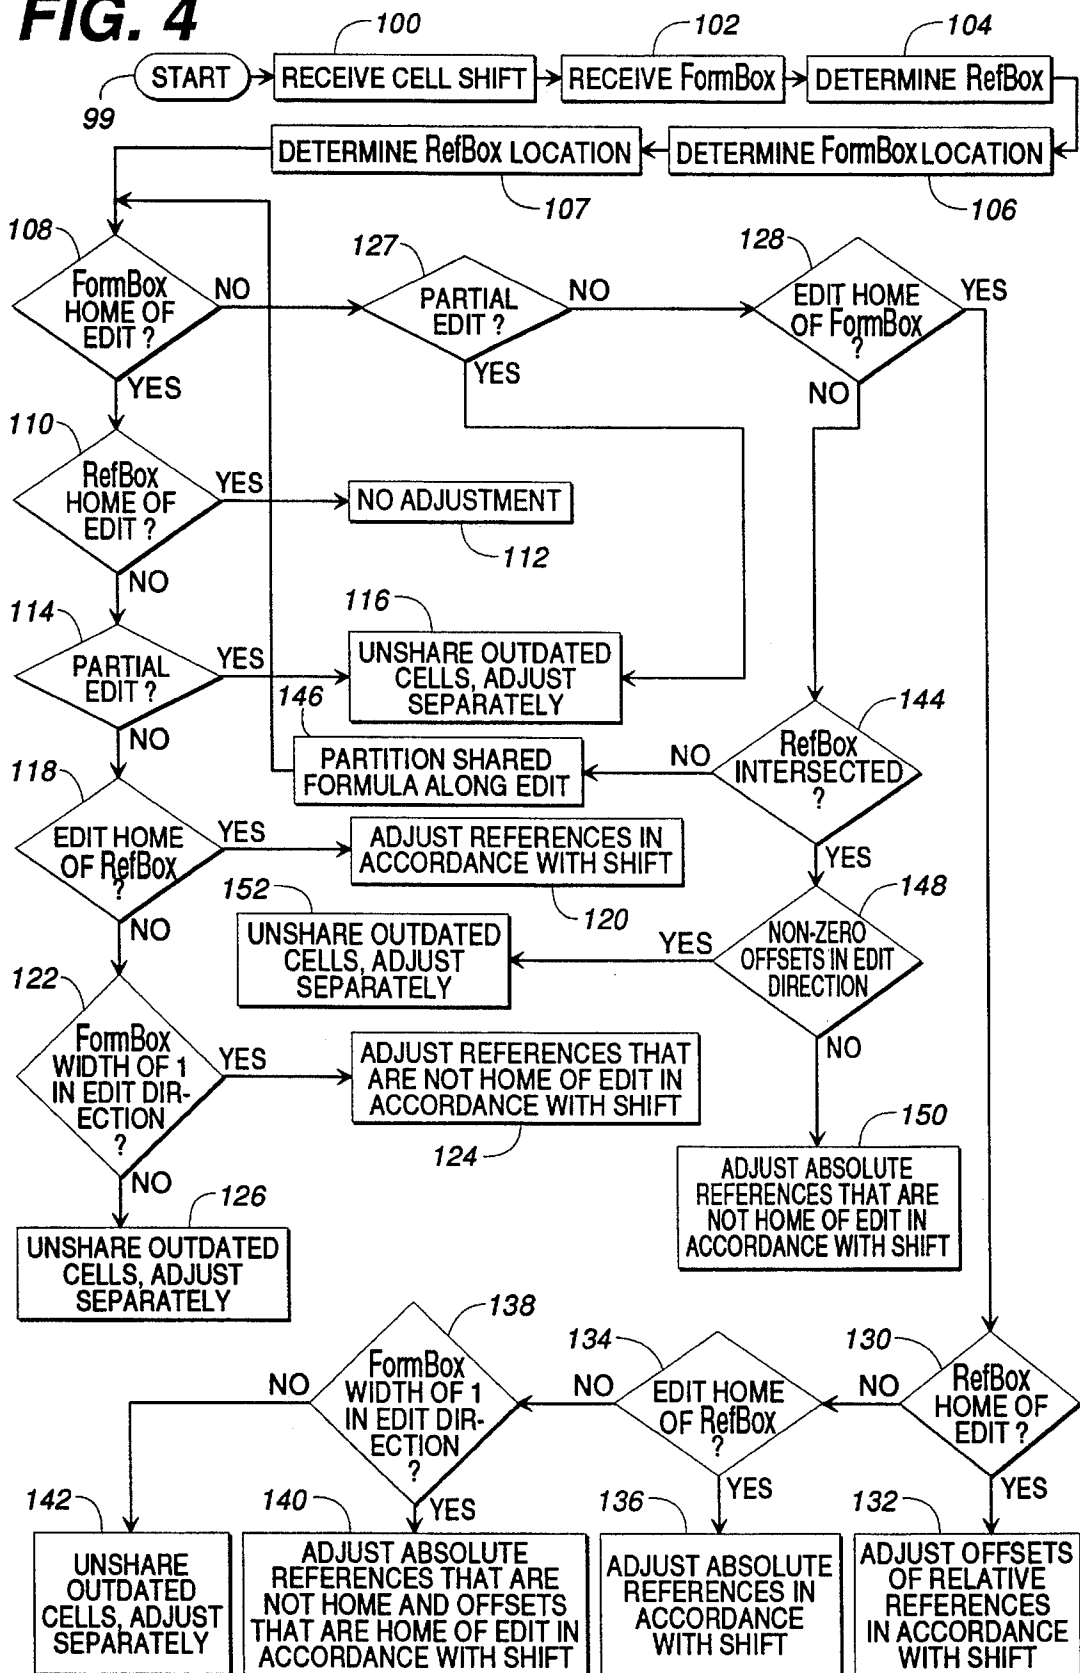 FIG. 4
100
102
104
START
RECEIVE CELL SHIFT
RECEIVE FormBox
DETERMINE RefBox
99
DETERMINE RefBox LOCATION
DETERMINE FormBox LOCATION
107
106
108
FormBox
HOME OF
EDIT ?
NO
YES
127
PARTIAL
EDIT ?
NO
YES
128
EDIT HOME
OF FormBox
?
YES
NO
110
RefBox
HOME OF
EDIT ?
YES
NO
NO ADJUSTMENT
112
114
PARTIAL
EDIT ?
YES
NO
116
UNSHARE OUTDATED
CELLS, ADJUST
SEPARATELY
146
PARTITION SHARED
FORMULA ALONG EDIT
NO
144
RefBox
INTERSECTED
?
YES
118
EDIT HOME
OF RefBox
?
YES
NO
ADJUST REFERENCES IN
ACCORDANCE WITH SHIFT
120
152
UNSHARE OUTDATED
CELLS, ADJUST
SEPARATELY
YES
148
NON-ZERO
OFFSETS IN EDIT
DIRECTION
NO
122
FormBox
WIDTH OF 1
IN EDIT DIR-
ECTION
?
YES
NO
ADJUST REFERENCES THAT
ARE NOT HOME OF EDIT IN
ACCORDANCE WITH SHIFT
124
150
ADJUST ABSOLUTE
REFERENCES THAT ARE
NOT HOME OF EDIT IN
ACCORDANCE WITH SHIFT
126
UNSHARE OUTDATED
CELLS, ADJUST
SEPARATELY
138
FormBox
WIDTH OF 1
IN EDIT DIR-
ECTION
?
NO
YES
134
EDIT HOME
OF RefBox
?
NO
YES
130
RefBox
HOME OF
EDIT ?
NO
YES
142
UNSHARE
OUTDATED
CELLS, ADJUST
SEPARATELY
140
ADJUST ABSOLUTE
REFERENCES THAT ARE
NOT HOME AND OFFSETS
THAT ARE HOME OF EDIT IN
ACCORDANCE WITH SHIFT
136
ADJUST ABSOLUTE
REFERENCES IN
ACCORDANCE
WITH SHIFT
132
ADJUST OFFSETS
OF RELATIVE
REFERENCES
IN ACCORDANCE
WITH SHIFT